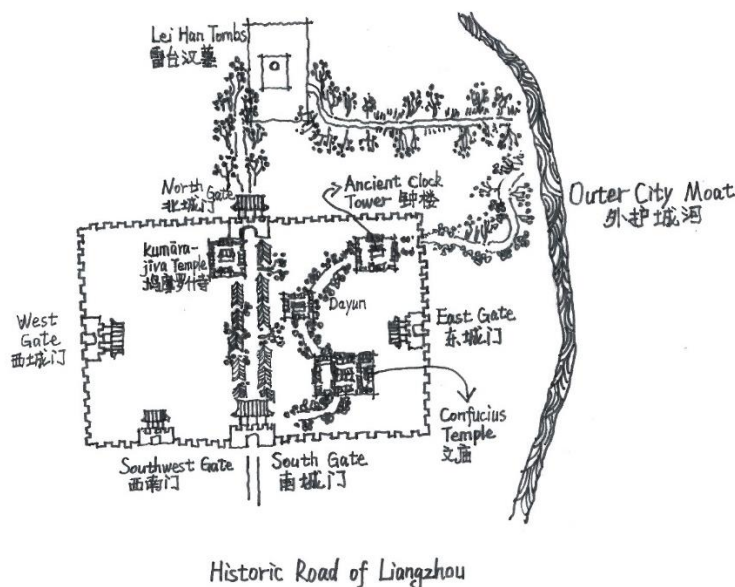 Lei Han Tombs
雷台汉墓
North Gate
北城门
Ancient Clock
Tower 钟楼
Outer City Moat
外护城河
Kumāra-
jiva Temple
鸠摩罗什寺
Dayun
West
Gate
西城门
East Gate
东城门
Confucius
Temple
文庙
Southwest Gate
西南门
South Gate
南城门
Historic Road of Liangzhou